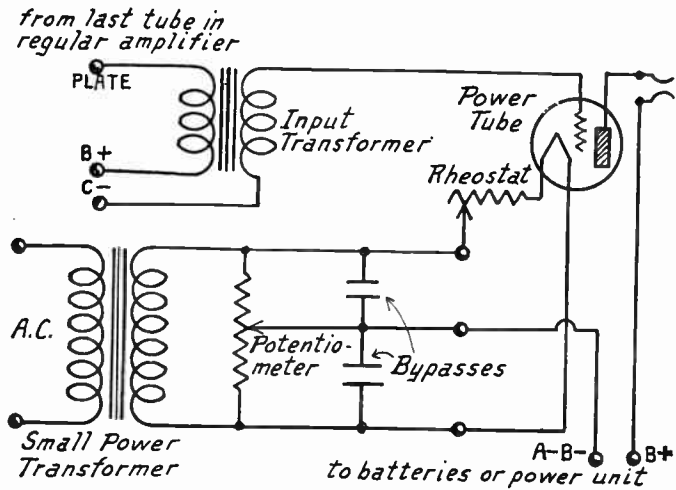 from last tube in
regular amplifier
PLATE
B+
C-
Input
Transformer
Power
Tube
Rheostat
A.C.
Potentio-
meter
Bypasses
Small Power
Transformer
A-B-
B+
to batteries or power unit